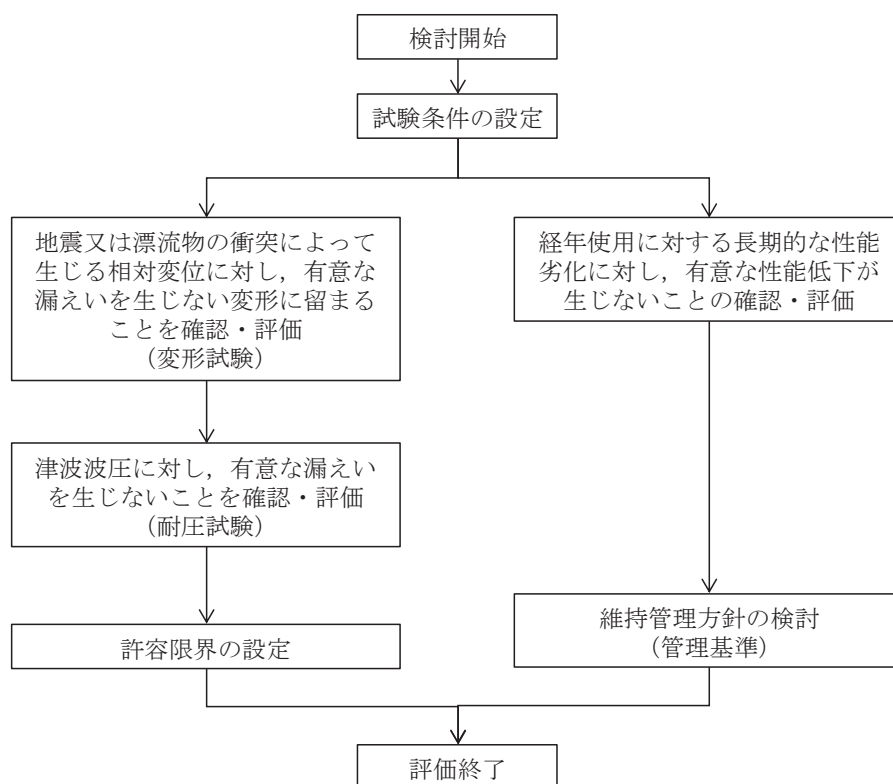 検討開始
試験条件の設定
地震又は漂流物の衝突によって
生じる相対変位に対し，有意な
漏えいを生じない変形に留まる
ことを確認・評価
（変形試験）
津波波圧に対し，有意な漏えい
を生じないことを確認・評価
（耐圧試験）
許容限界の設定
経年使用に対する長期的な性能
劣化に対し，有意な性能低下が
生じないことの確認・評価
維持管理方針の検討
（管理基準）
評価終了